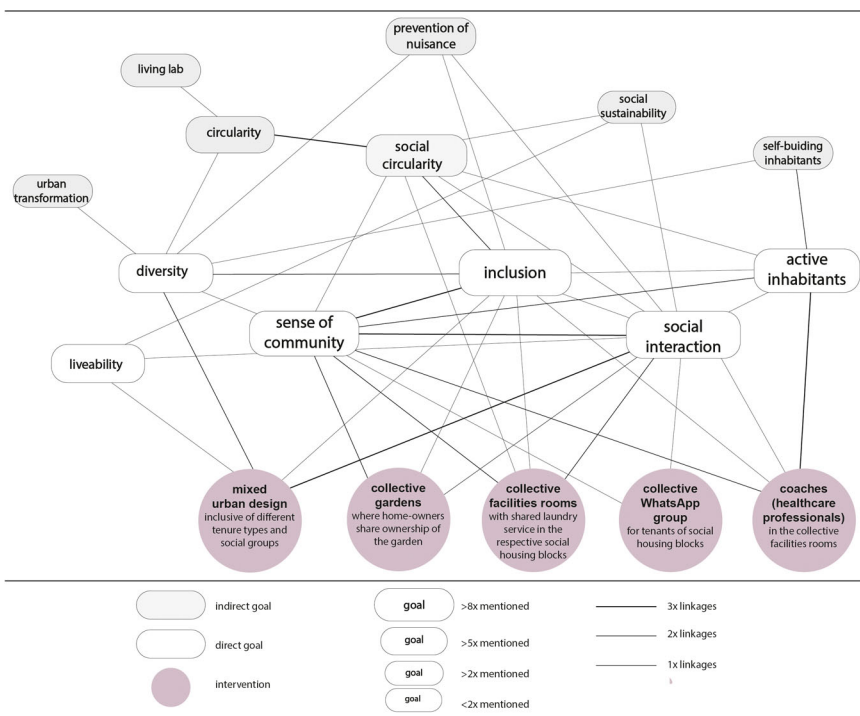 prevention of
nuisance
living lab
social
sustainability
circularity
social
circularity
self-buiding
inhabitants
urban
transformation
diversity
inclusion
active
inhabitants
sense of
community
social
interaction
liveability
mixed
urban design
inclusive of different
tenure types and
social groups
collective
gardens
where home-owners
share ownership of
the garden
collective
facilities rooms
with shared laundry
service in the
respective social
housing blocks
collective
WhatsApp
group
for tenants of social
housing blocks
coaches
(healthcare
professionals)
in the collective
facilities rooms
indirect goal
direct goal
intervention
goal >8x mentioned
goal >5x mentioned
goal >2x mentioned
goal <2x mentioned
3x linkages
2x linkages
1x linkages